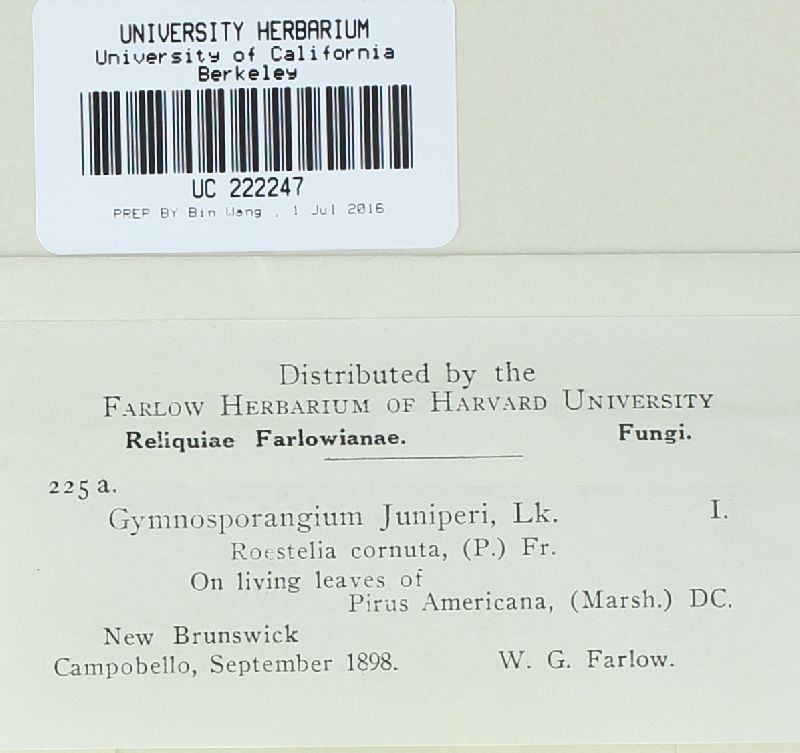 UNIVERSITY HERBARIUM
University of California
Berkeley
UC 222247
PREP BY Bin Wang , 1 Jul 2016
Distributed by the
FARLOW HERBARIUM OF HARVARD UNIVERSITY
Reliquiae Farlowianae. Fungi.
225 a.
Gymnosporangium Juniperi, Lk. I.
Roestelia cornuta, (P.) Fr.
On living leaves of
Pirus Americana, (Marsh.) DC.
New Brunswick
Campobello, September 1898. W. G. Farlow.